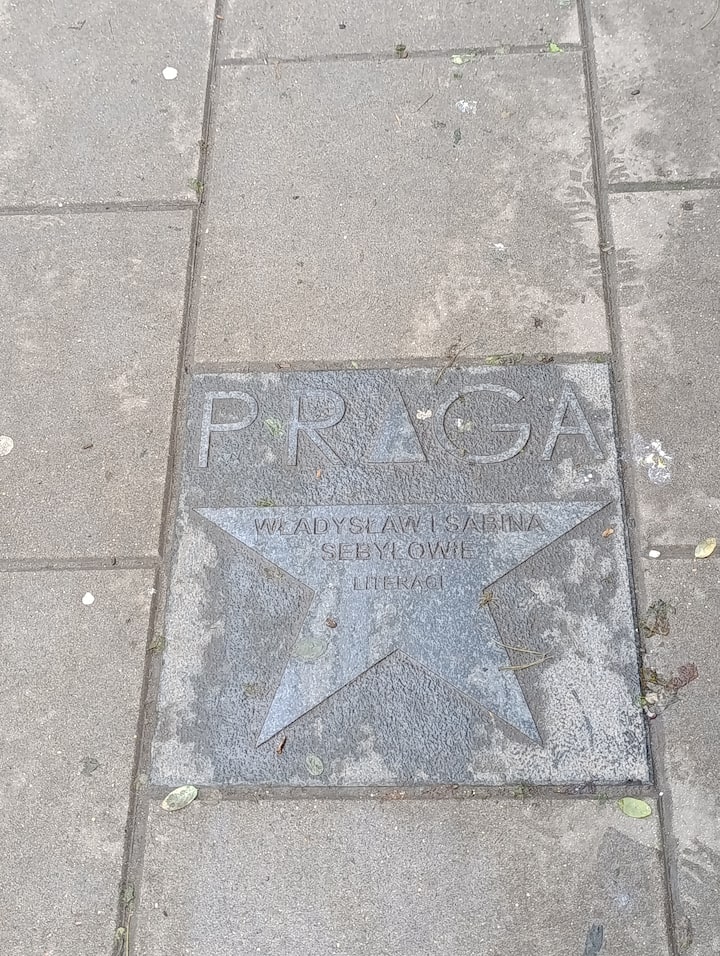 PRAGA
WŁADYSŁAW I SABINA
SEBYŁOWIE
LITERACI